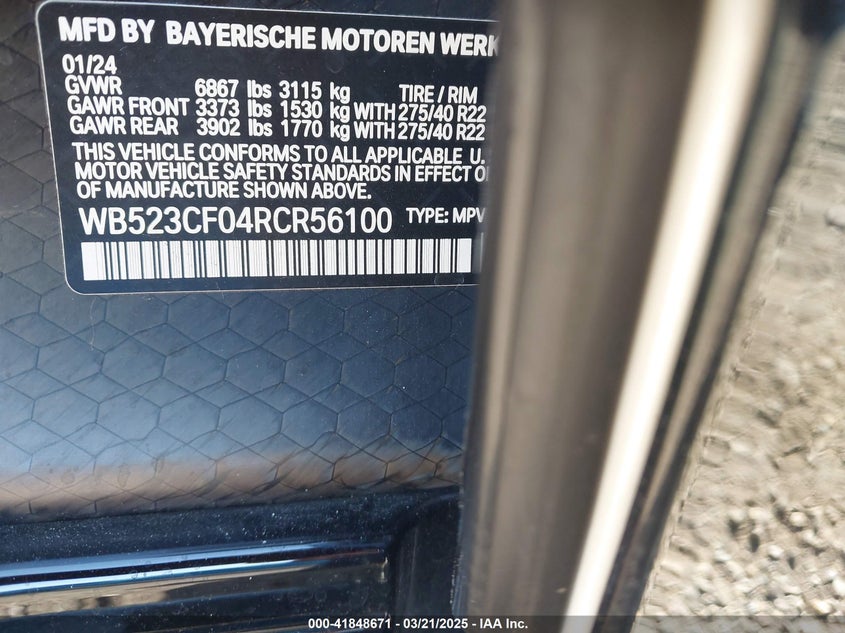 MFD BY BAYERISCHE MOTOREN WERK
01/24
GVWR 6867 lbs 3115 kg TIRE / RIM
GAWR FRONT 3373 lbs 1530 kg WITH 275/40 R22
GAWR REAR 3902 lbs 1770 kg WITH 275/40 R22
THIS VEHICLE CONFORMS TO ALL APPLICABLE U.
MOTOR VEHICLE SAFETY STANDARDS IN EFFECT O
OF MANUFACTURE SHOWN ABOVE.
WB523CF04RCR56100 TYPE: MPV
000-41848671 - 03/21/2025 - IAA Inc.